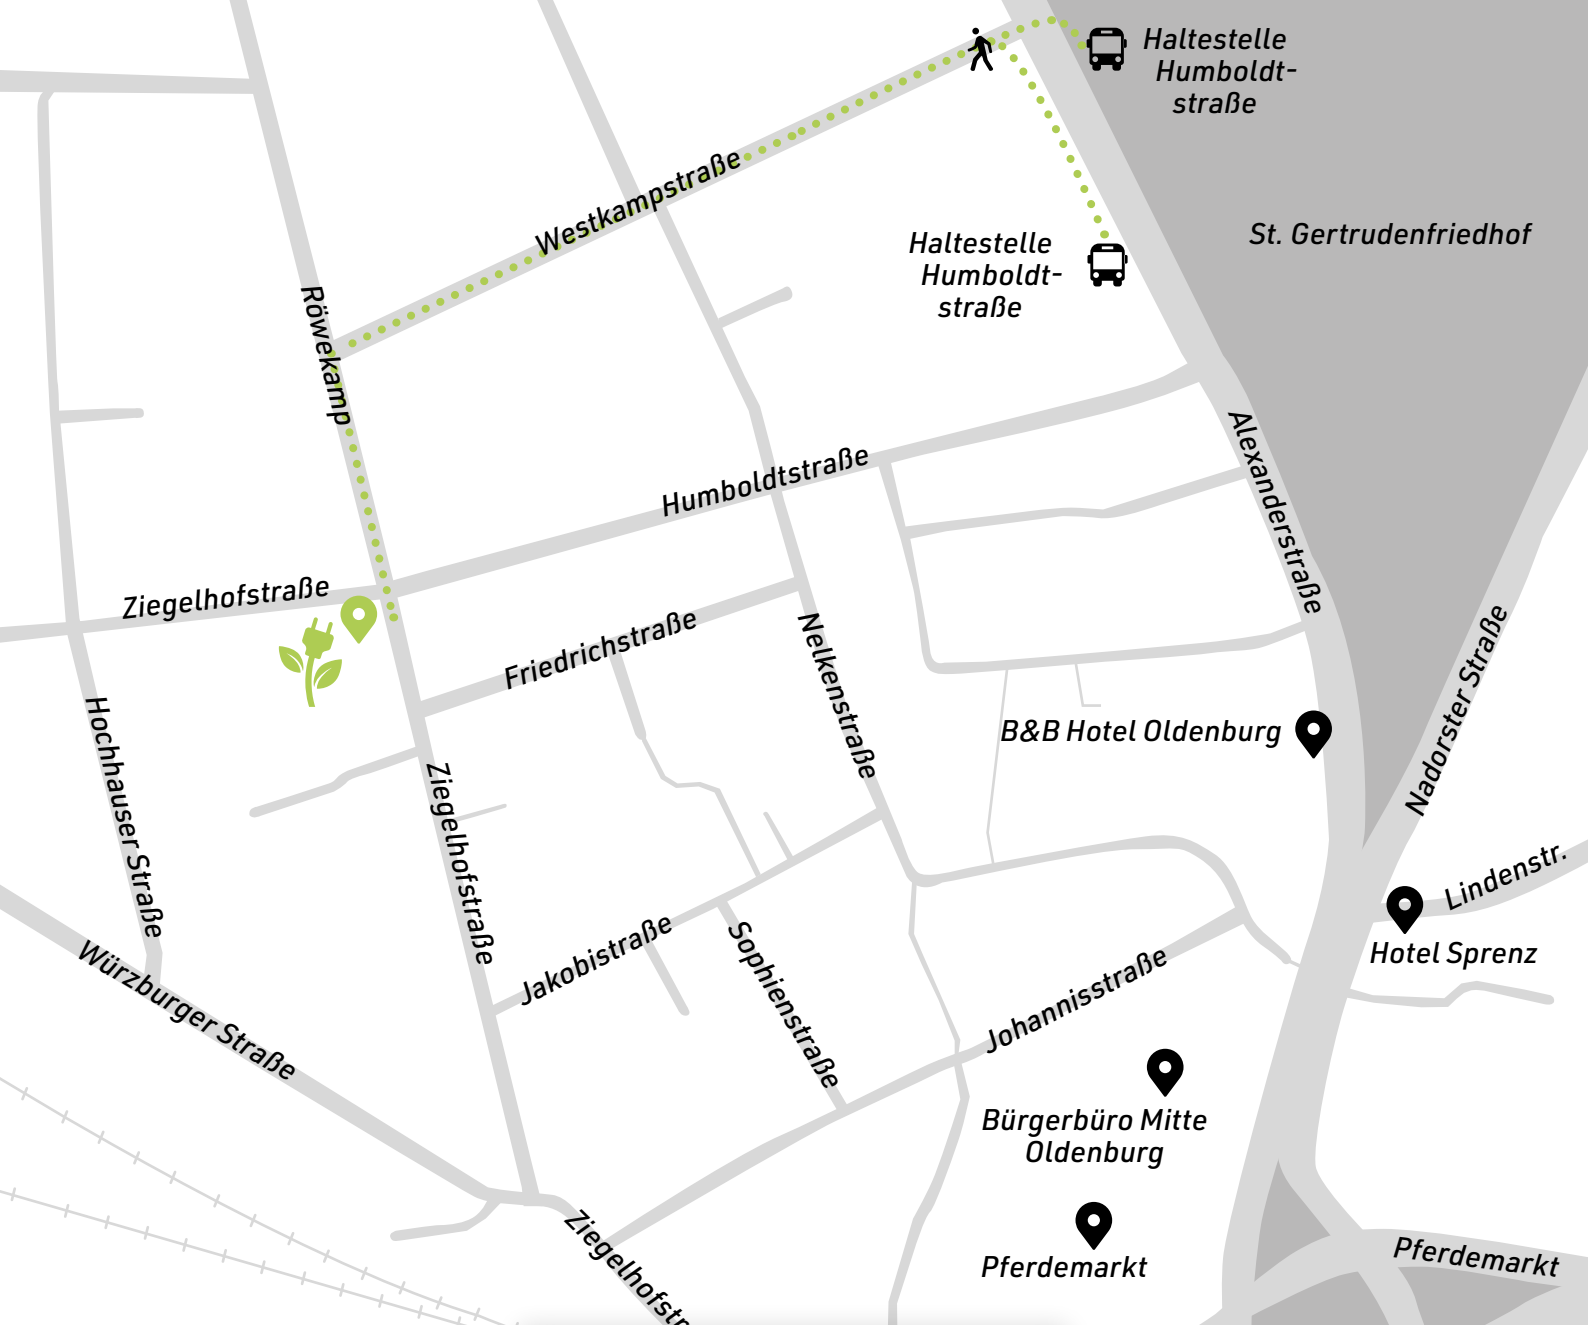 Haltestelle
Humboldt-
straße
Westkampstraße
Haltestelle
Humboldt-
straße
St. Gertrudenfriedhof
Röwekamp
Humboldtstraße
Alexanderstraße
Ziegelhofstraße
Friedrichstraße
Nelkenstraße
Nadorster Straße
Hochhauser Straße
B&B Hotel Oldenburg
Ziegelhofstraße
Lindenstr.
Jakobistraße
Sophienstraße
Hotel Sprenz
Würzburger Straße
Johannisstraße
Bürgerbüro Mitte
Oldenburg
Ziegelhofstr
Pferdemarkt
Pferdemarkt